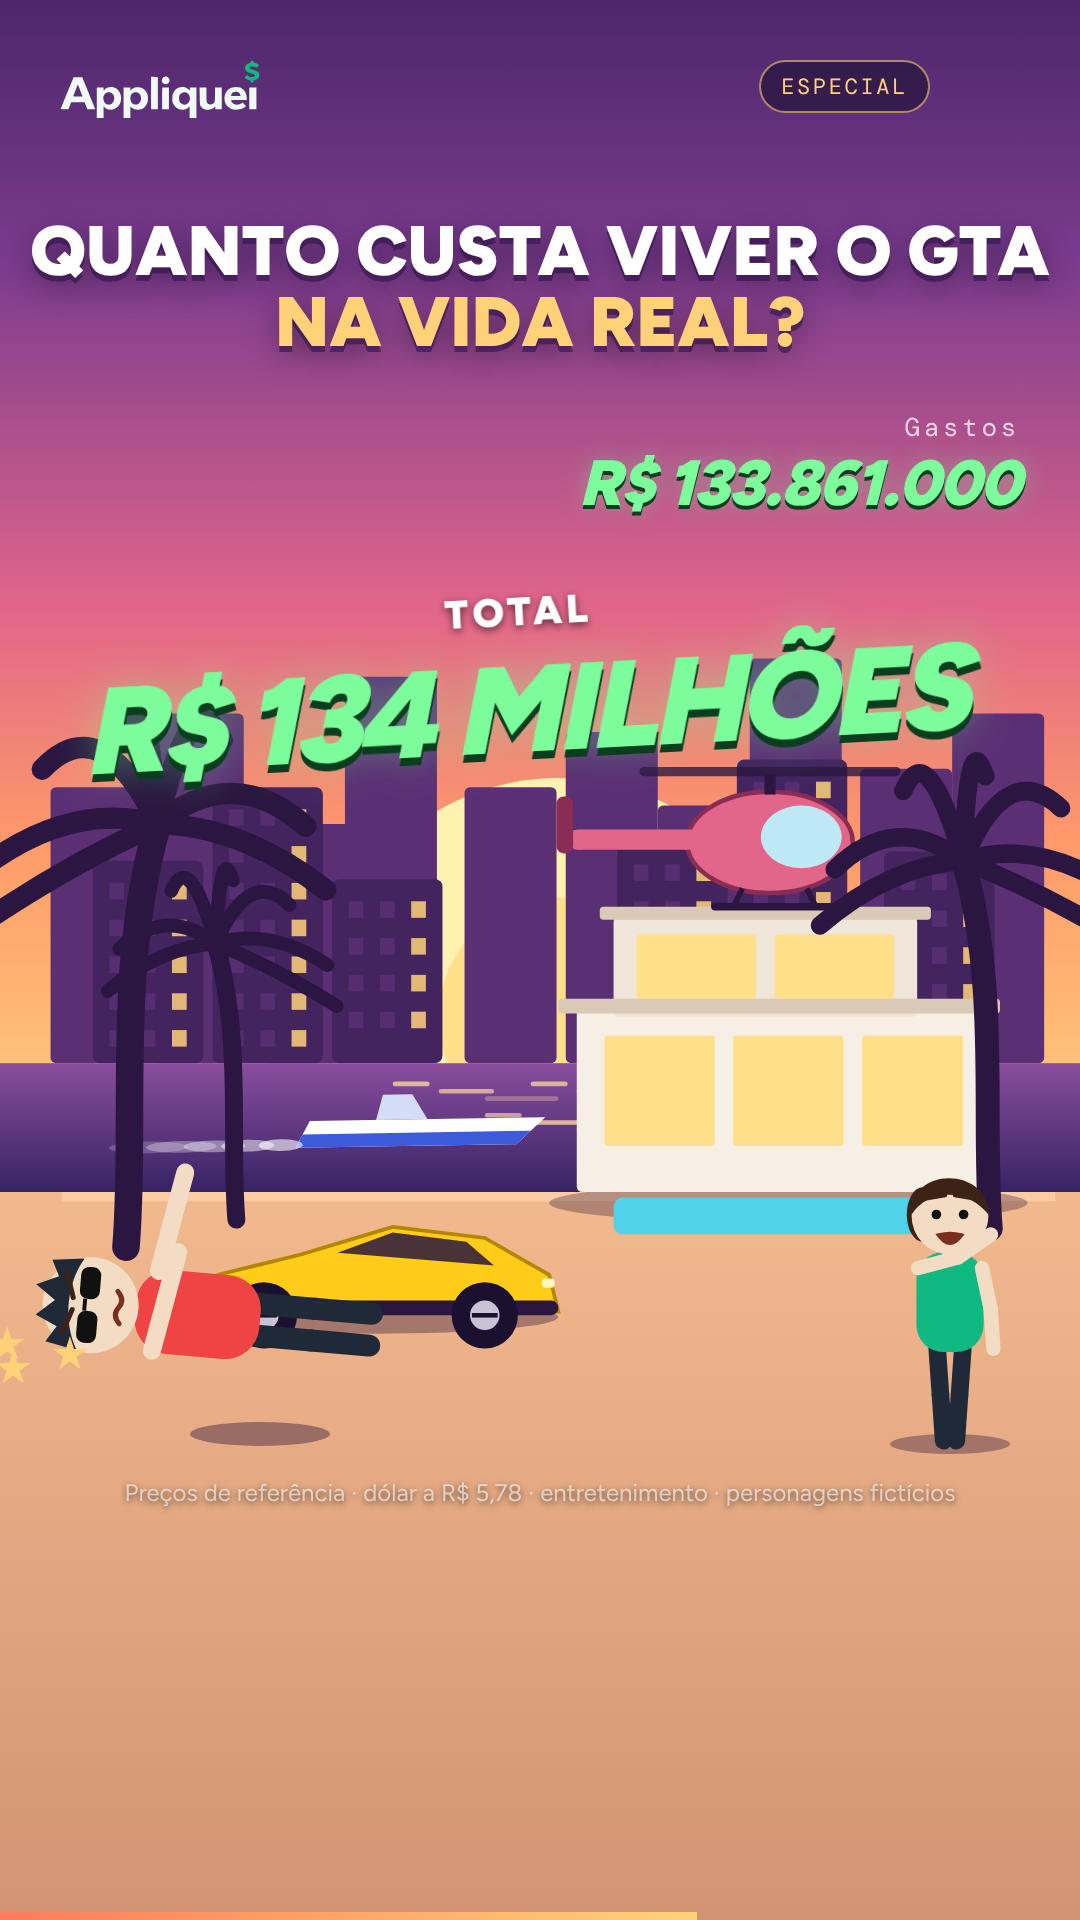 Appliquei
$
ESPECIAL
QUANTO CUSTA VIVER O GTA
NA VIDA REAL?
Gastos
R$ 133.861.000
TOTAL
R$ 134 MILHÕES
Preços de referência · dólar a R$ 5,78 · entretenimento · personagens fictícios